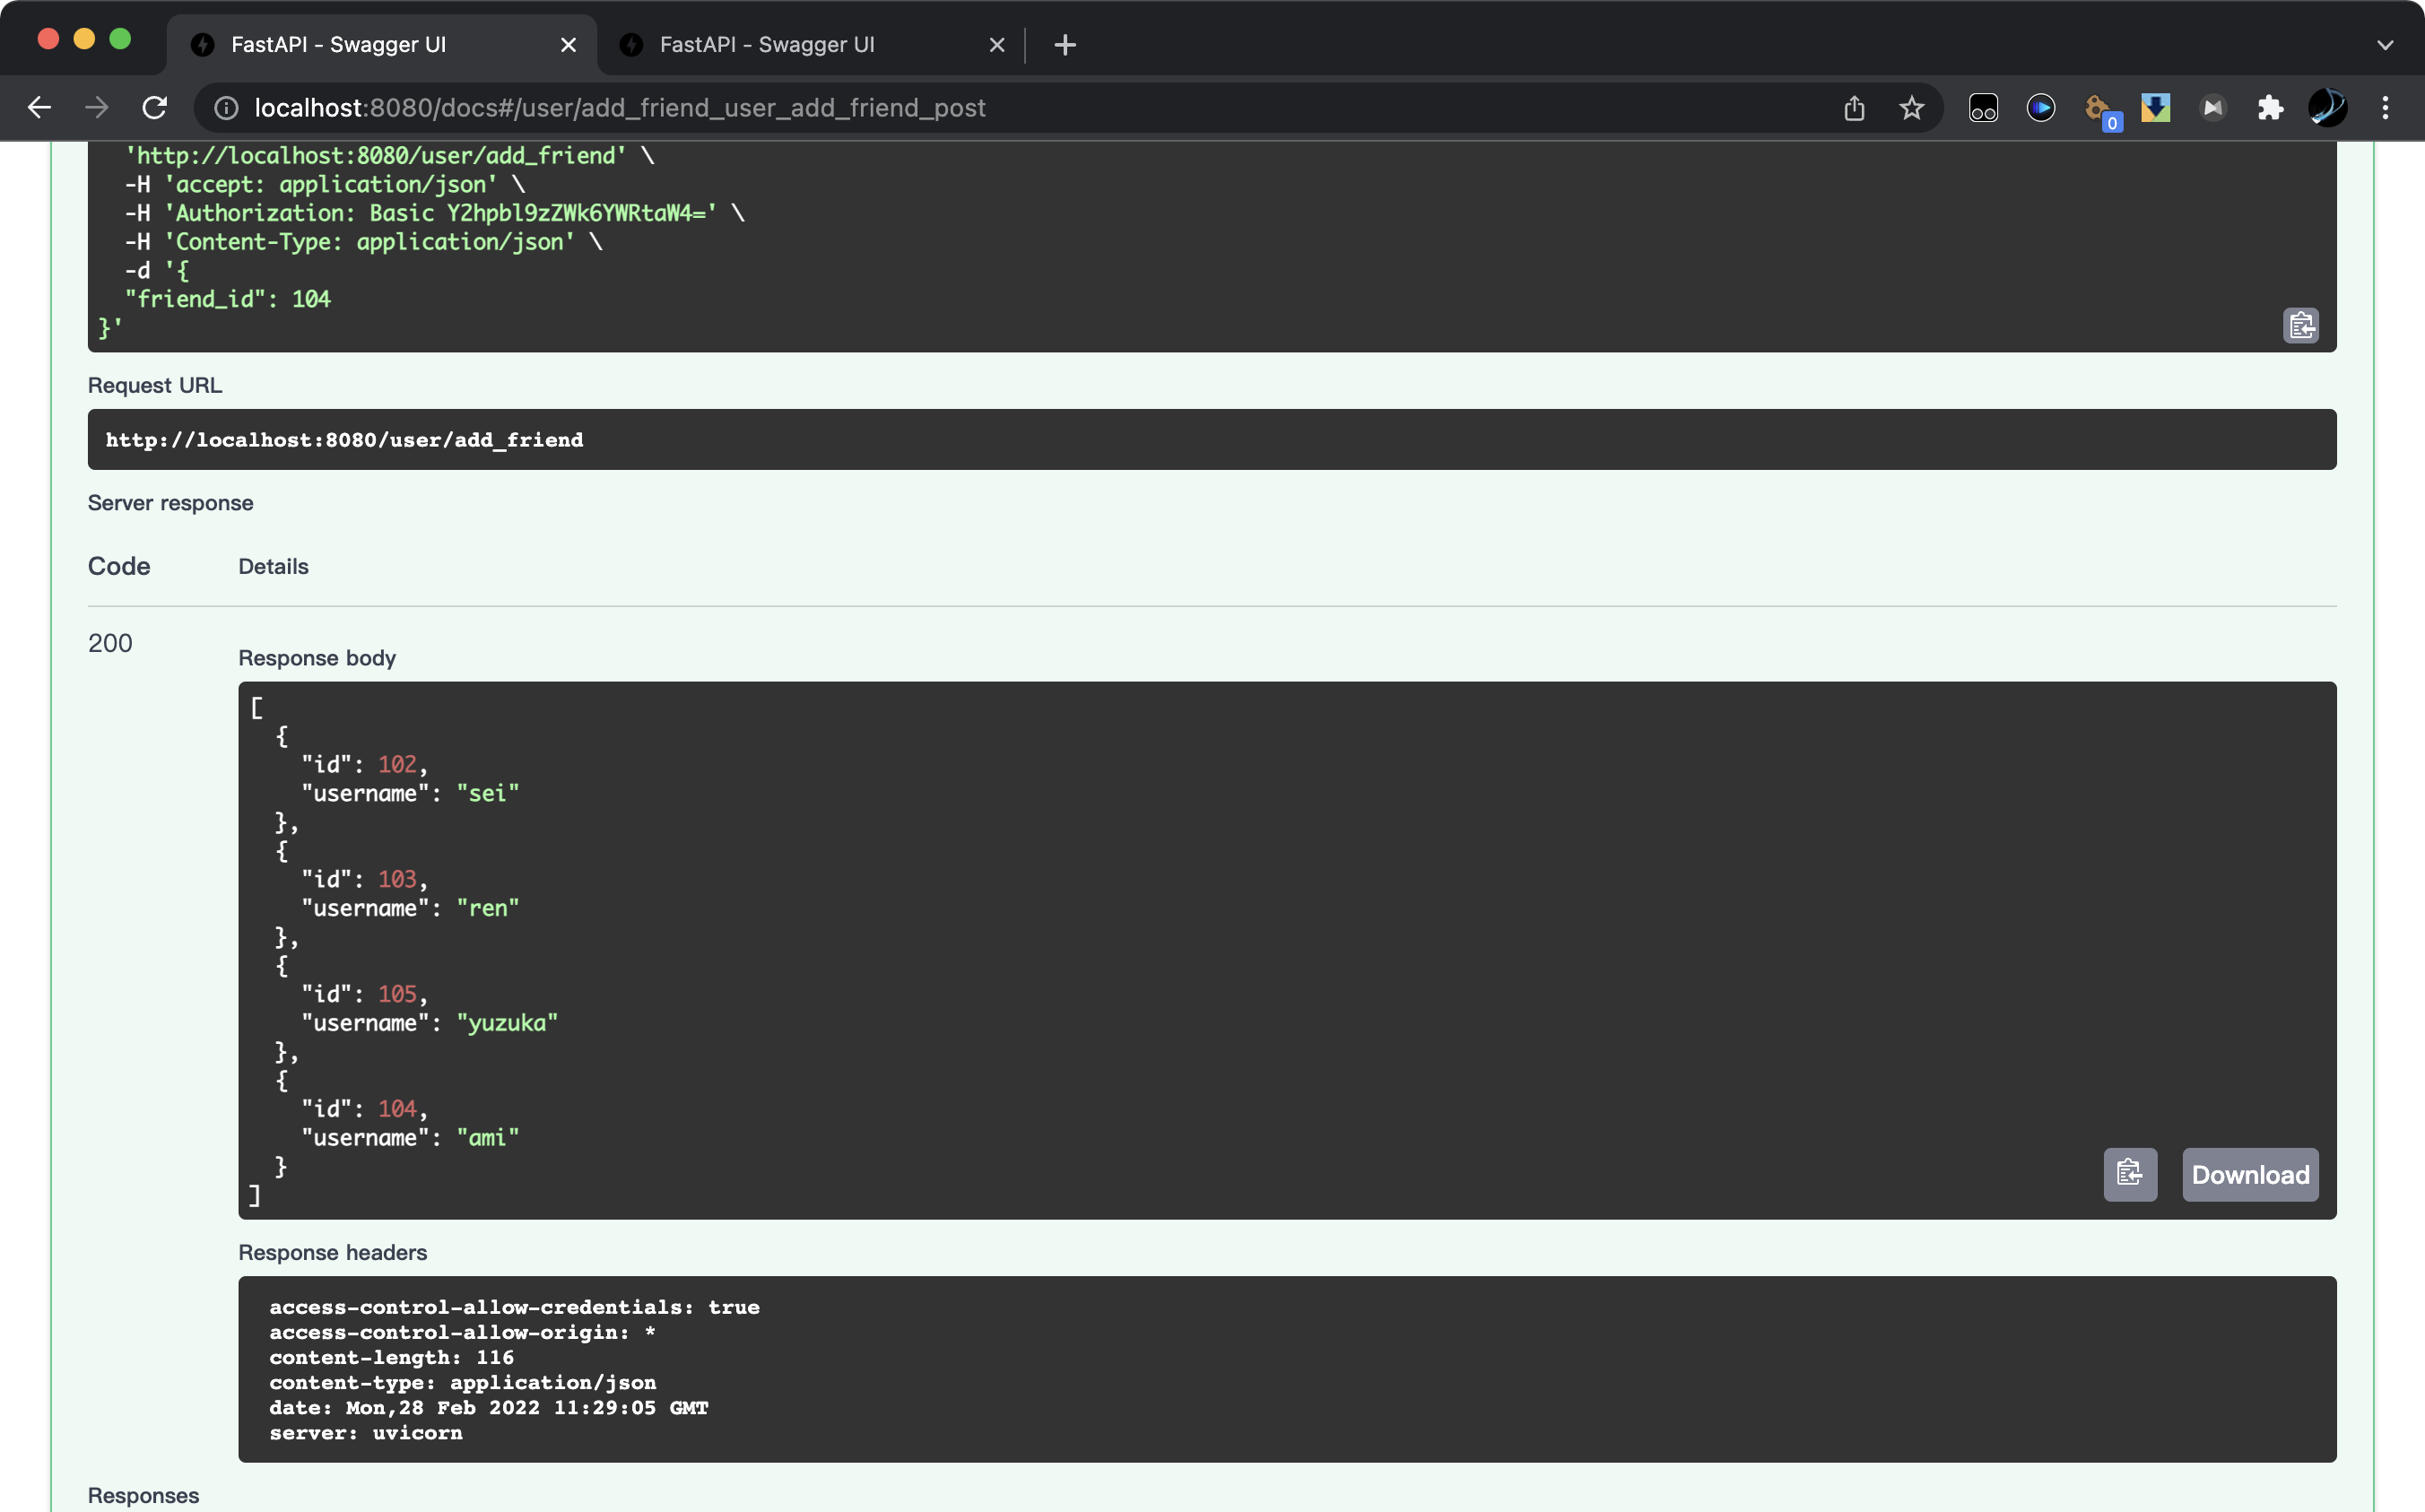 FastAPI - Swagger UI
FastAPI - Swagger UI
localhost:8080/docs#/user/add_friend_user_add_friend_post
0
'http://localhost:8080/user/add_friend' \
-H 'accept: application/json' \
-H 'Authorization: Basic Y2hpbl9zZWk6YWRtaW4=' \
-H 'Content-Type: application/json' \
-d '{
"friend_id": 104
}'
Request URL
http://localhost:8080/user/add_friend
Server response
Code Details
200
Response body
[
{
"id": 102,
"username": "sei"
},
{
"id": 103,
"username": "ren"
},
{
"id": 105,
"username": "yuzuka"
},
{
"id": 104,
"username": "ami"
}
]
Download
Response headers
access-control-allow-credentials: true
access-control-allow-origin: *
content-length: 116
content-type: application/json
date: Mon,28 Feb 2022 11:29:05 GMT
server: uvicorn
Responses